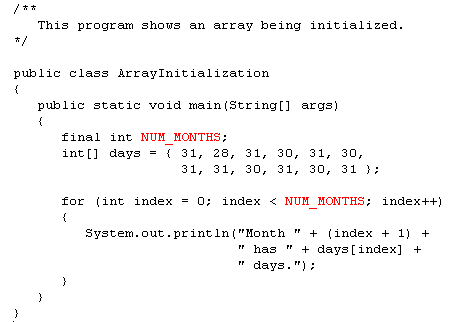 /**
   This program shows an array being initialized.
*/
public class ArrayInitialization
{
   public static void main(String[] args)
   {
      final int NUM_MONTHS;
      int[] days = { 31, 28, 31, 30, 31, 30,
                     31, 31, 30, 31, 30, 31 };
      for (int index = 0; index < NUM_MONTHS; index++)
      {
         System.out.println("Month " + (index + 1) +
                            " has " + days[index] +
                            " days.");
      }
   }
}